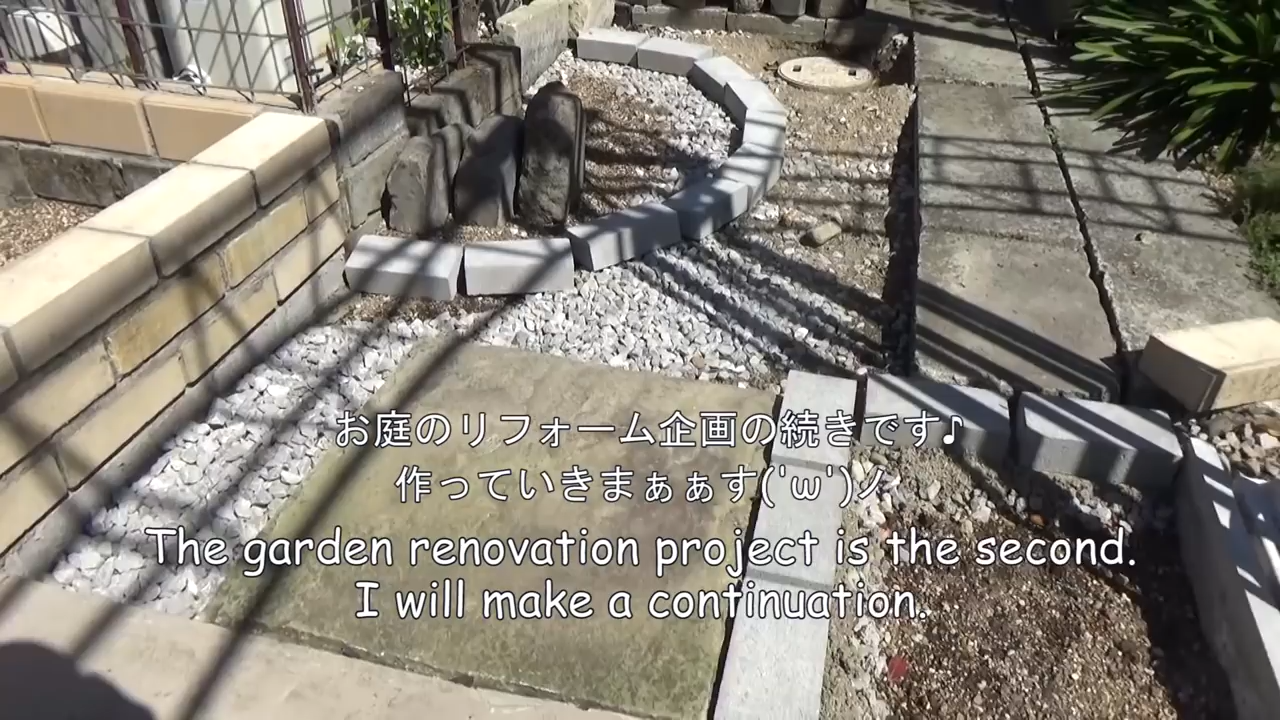 お庭のリフォーム企画の続きです♪
作っていきまぁぁす('ω')ノ
The garden renovation project is the second.
I will make a continuation.